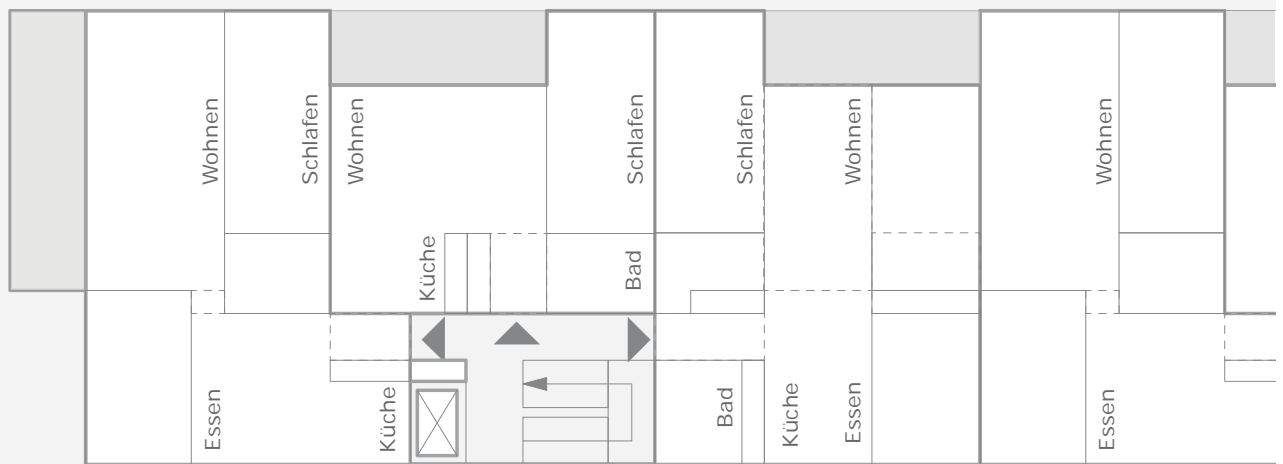 Wohnen
Schlafen
Wohnen
Schlafen
Schlafen
Wohnen
Wohnen
Küche
Bad
Essen
Küche
Bad
Küche
Essen
Essen